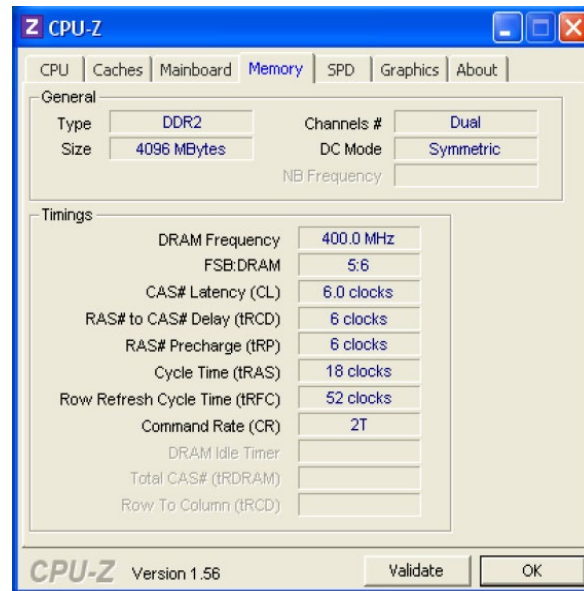 Z CPU-Z
CPU Caches Mainboard Memory SPD Graphics About
General
Type DDR2 Channels # Dual
Size 4096 MBytes DC Mode Symmetric
NB Frequency
Timings
DRAM Frequency 400.0 MHz
FSB:DRAM 5:6
CAS# Latency (CL) 6.0 clocks
RAS# to CAS# Delay (tRCD) 6 clocks
RAS# Precharge (tRP) 6 clocks
Cycle Time (tRAS) 18 clocks
Row Refresh Cycle Time (tRFC) 52 clocks
Command Rate (CR) 2T
DRAM Idle Timer
Total CAS# (tRDRAM)
Row To Column (tRCD)
CPU-Z Version 1.56 Validate OK